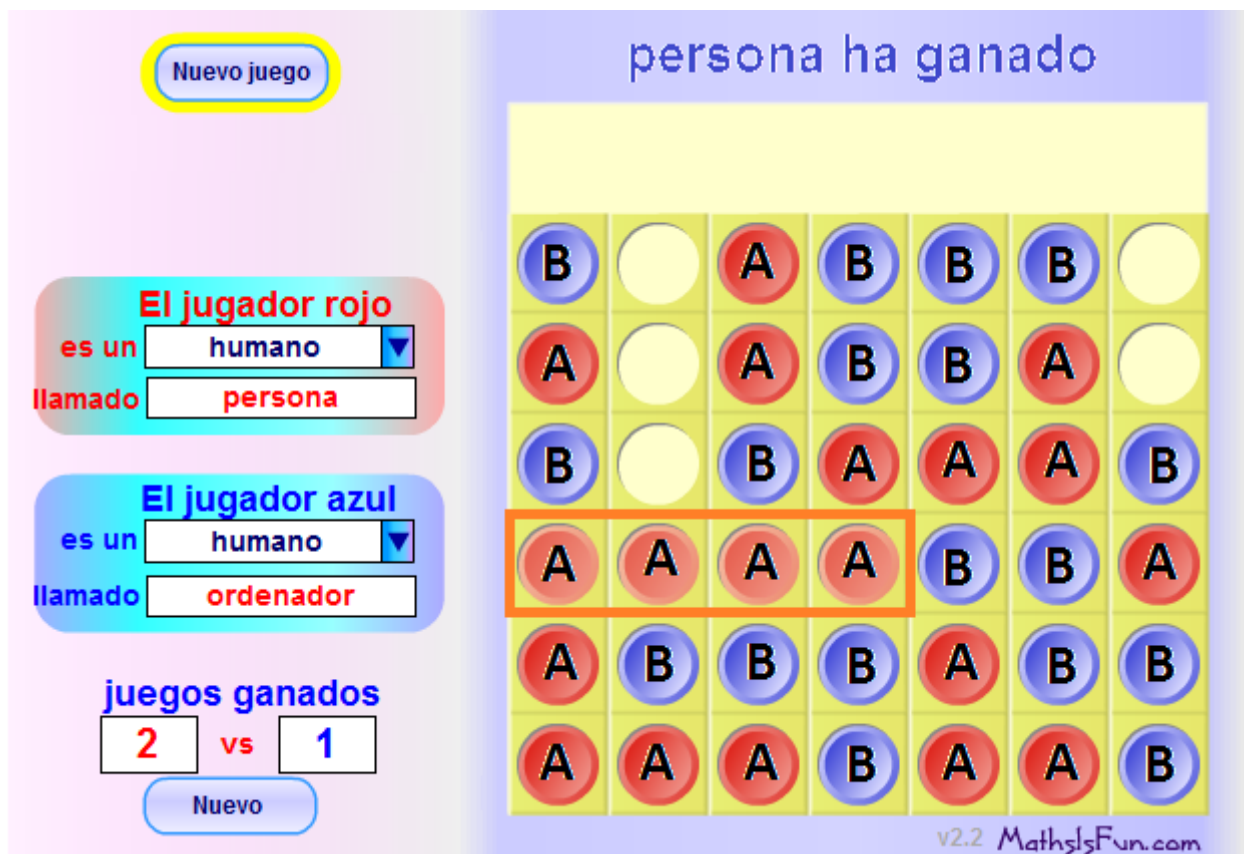 Nuevo juego
persona ha ganado
El jugador rojo
es un humano
llamado persona
El jugador azul
es un humano
llamado ordenador
juegos ganados
2 vs 1
Nuevo
B A B B B
A A B B A
B B A A A B
A A A A B B A
A B B B A B B
A A A B A A B
v2.2 MathsIsFun.com